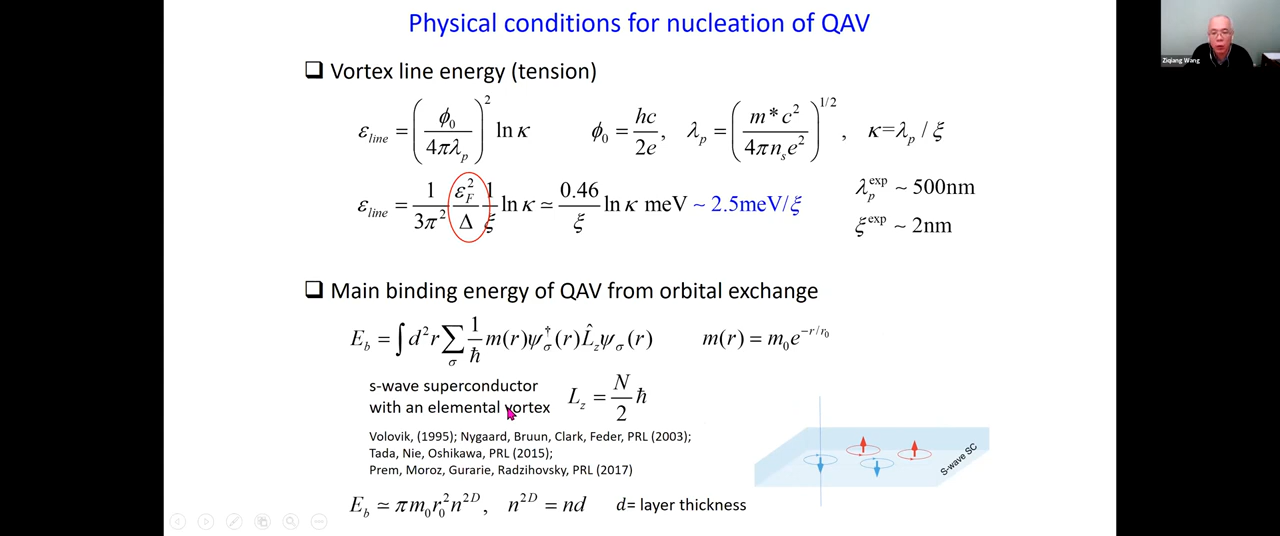 Physical conditions for nucleation of QAV
Ziqiang Wang
❑ Vortex line energy (tension)
ε_line = (ϕ₀ / 4πλ_p)² ln κ   ϕ₀ = hc / 2e,   λ_p = (m*c² / 4πn_s e²)^{1/2},   κ=λ_p / ξ
ε_line = 1/3π² ε_F²/Δ 1/ξ ln κ ≃ 0.46/ξ ln κ meV ~ 2.5meV/ξ
λ_p^exp ~ 500nm
ξ^exp ~ 2nm
❑ Main binding energy of QAV from orbital exchange
E_b = ∫ d²r ∑_σ 1/ħ m(r)ψ_σ^†(r)L̂_zψ_σ(r)   m(r) = m₀e^{−r/r₀}
s-wave superconductor
with an elemental vortex
L_z = N/2 ħ
Volovik, (1995); Nygaard, Bruun, Clark, Feder, PRL (2003);
Tada, Nie, Oshikawa, PRL (2015);
Prem, Moroz, Gurarie, Radzihovsky, PRL (2017)
S-wave SC
E_b ≃ πm₀r₀²n^{2D},   n^{2D} = nd   d= layer thickness